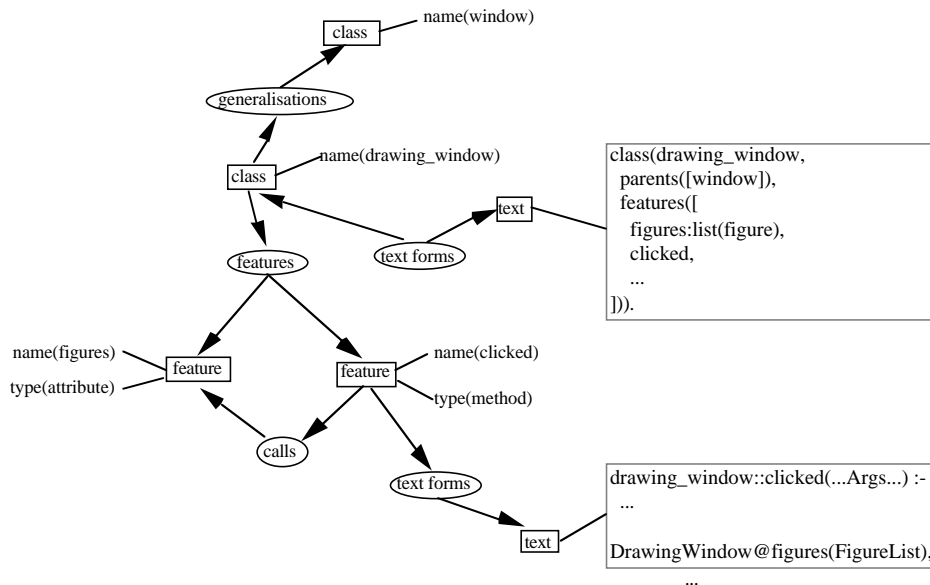 name(window)
class
generalisations
name(drawing_window)
class
text
class(drawing_window,
parents([window]),
features([
figures:list(figure),
clicked,
...
])).
text forms
features
name(figures)
feature
type(attribute)
name(clicked)
feature
type(method)
calls
text forms
text
drawing_window::clicked(...Args...) :-
...
DrawingWindow@figures(FigureList),
...